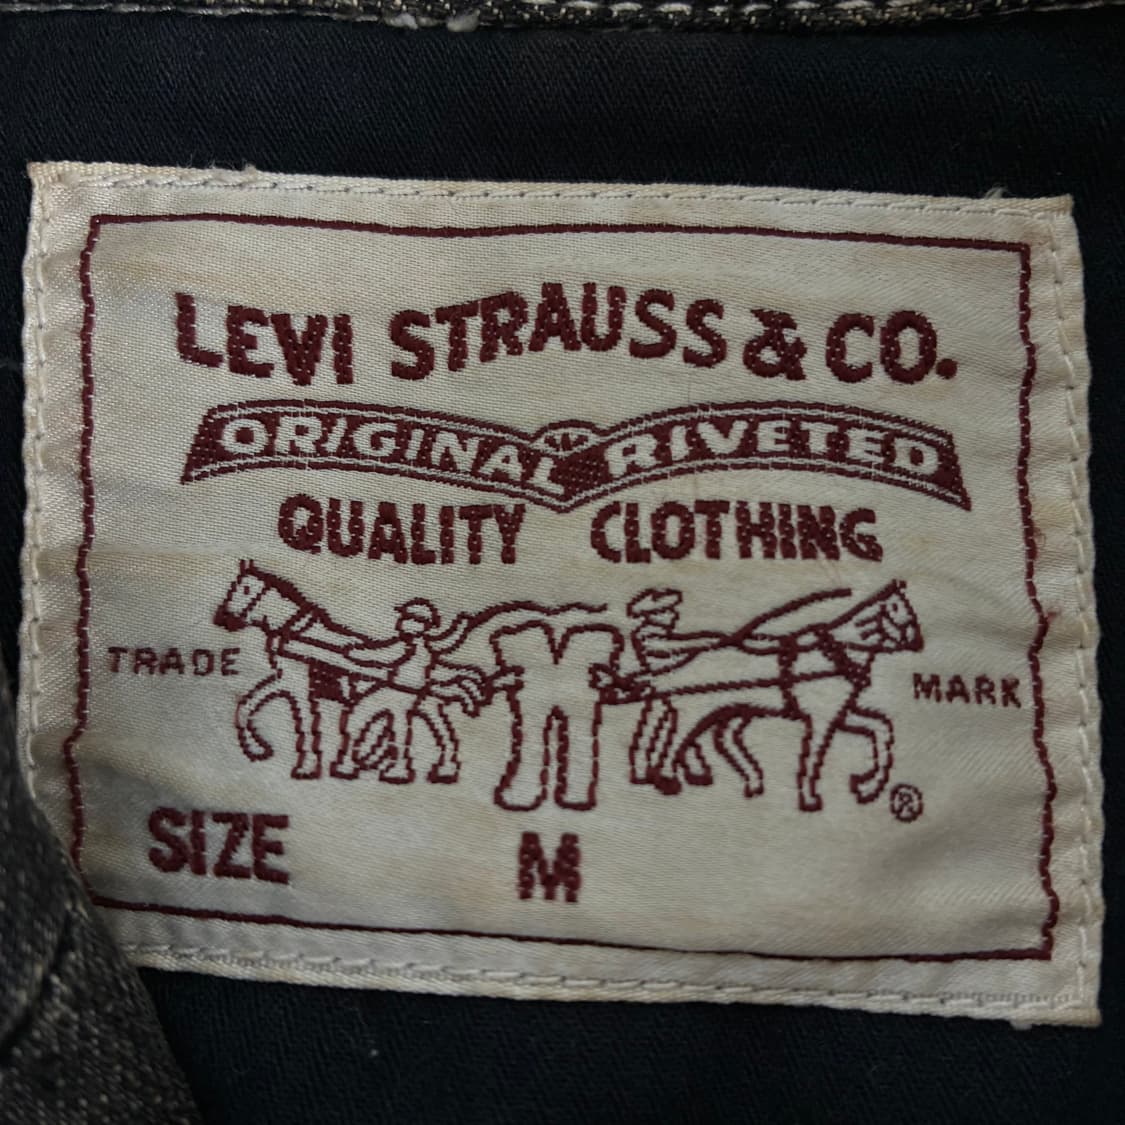 LEVI STRAUSS & CO.
ORIGINAL RIVETED
QUALITY CLOTHING
TRADE MARK
®
SIZE M